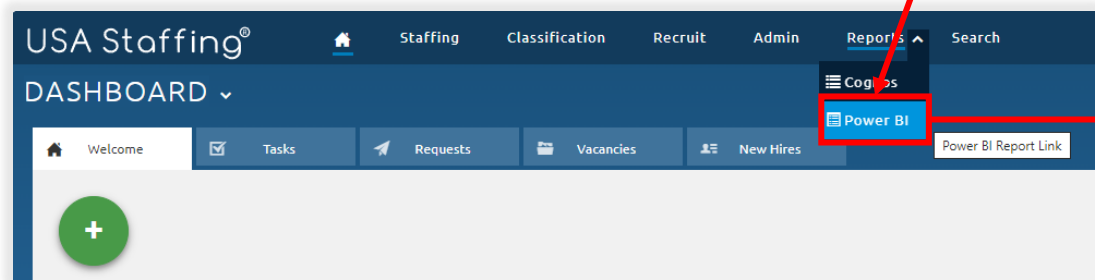 USA Staffing® Staffing Classification Recruit Admin Reports Search
DASHBOARD
Cognos
Power BI
Welcome Tasks Requests Vacancies New Hires
Power BI Report Link